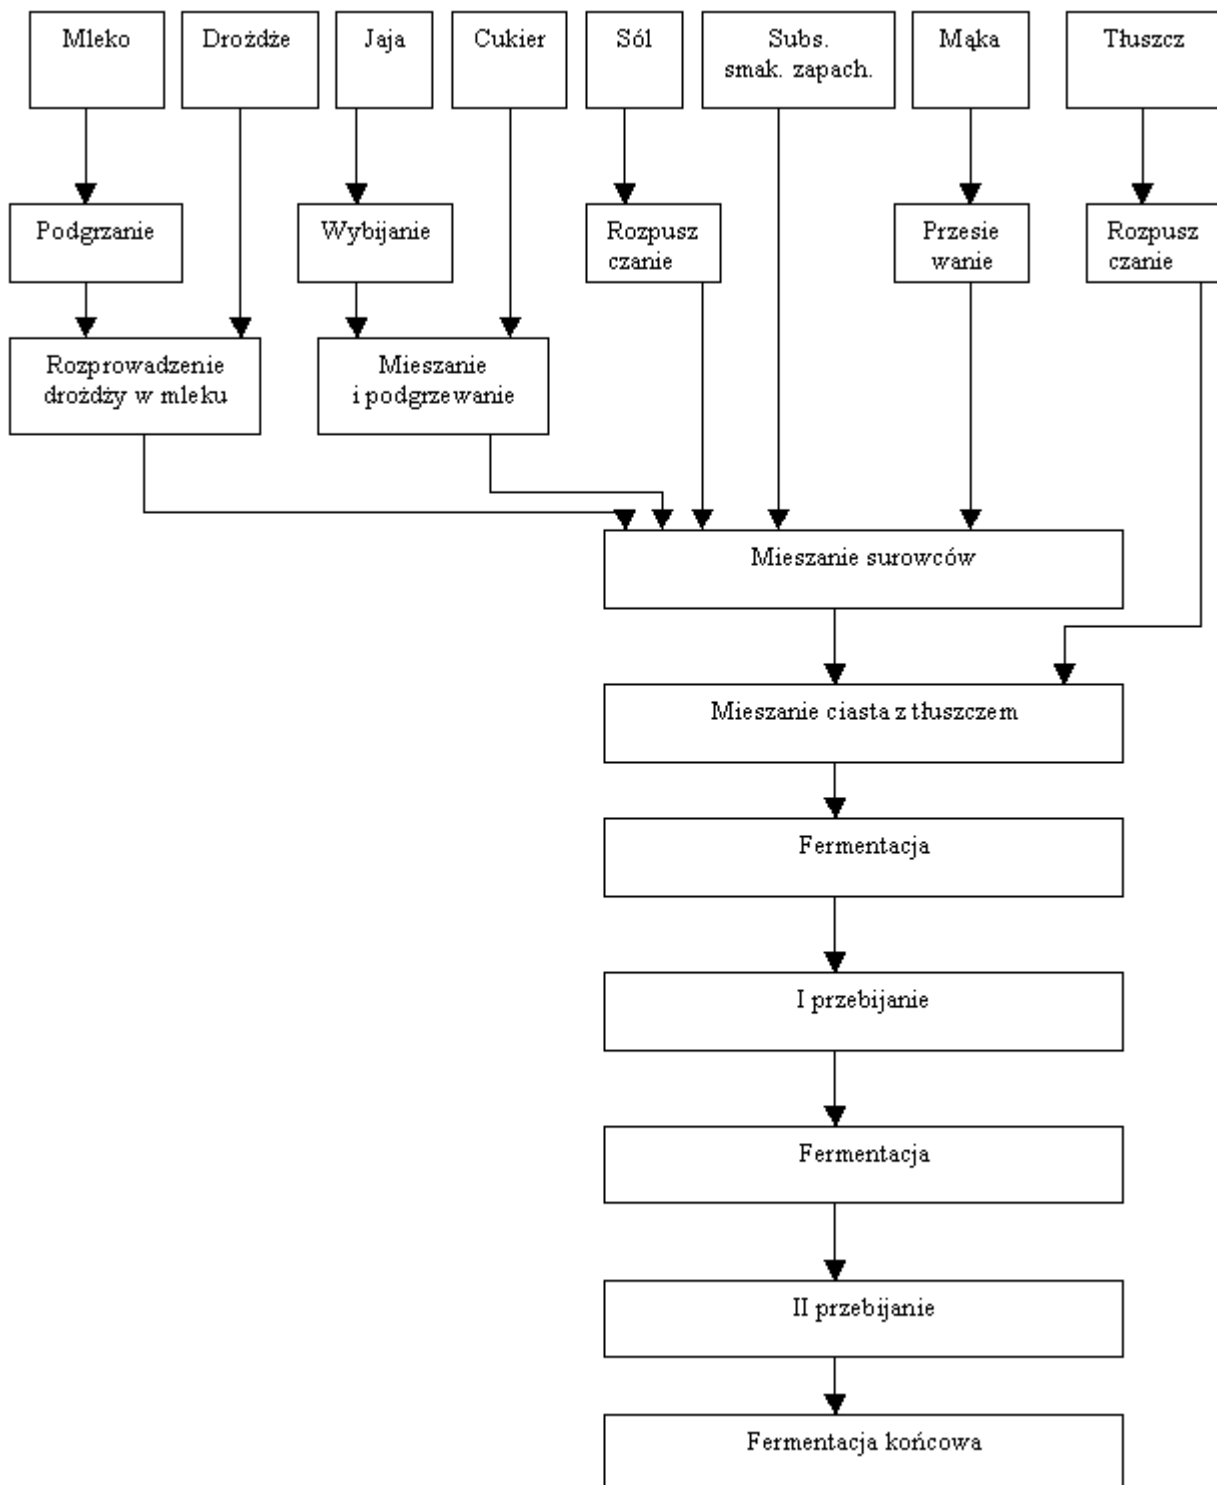 Mleko
Drożdże
Jaja
Cukier
Sól
Subs.
smak. zapach.
Mąka
Tłuszcz
Podgrzanie
Wybijanie
Rozpusz
czanie
Przesie
wanie
Rozpusz
czanie
Rozprowadzenie
drożdży w mleku
Mieszanie
i podgrzewanie
Mieszanie surowców
Mieszanie ciasta z tłuszczem
Fermentacja
I przebijanie
Fermentacja
II przebijanie
Fermentacja końcowa